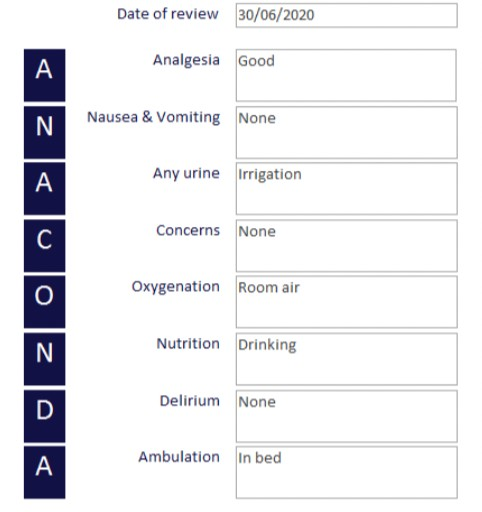 Date of review 30/06/2020
A Analgesia Good
N Nausea & Vomiting None
A Any urine Irrigation
C Concerns None
O Oxygenation Room air
N Nutrition Drinking
D Delirium None
A Ambulation In bed